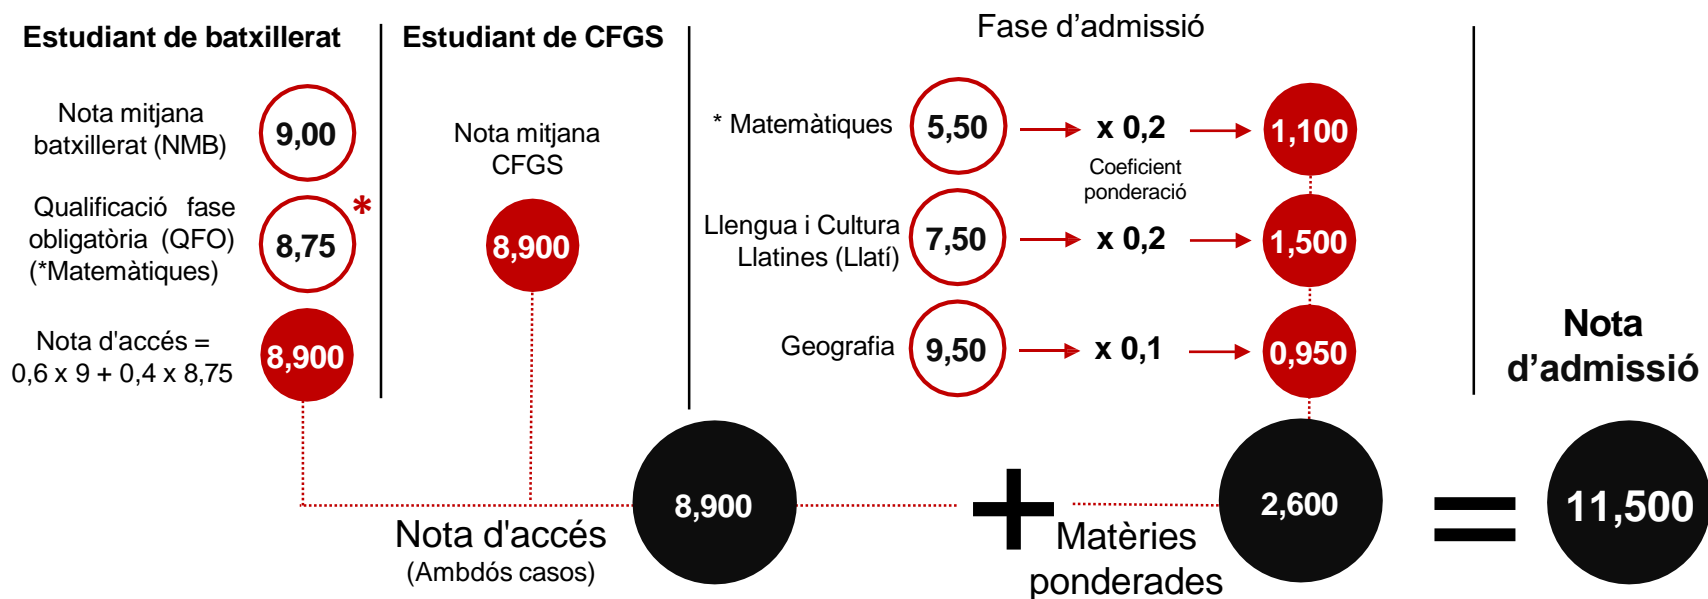 Estudiant de batxillerat
Nota mitjana
batxillerat (NMB)
9,00
Qualificació fase
obligatòria (QFO)
(*Matemàtiques)
8,75
*
Nota d'accés =
0,6 x 9 + 0,4 x 8,75
8,900
Estudiant de CFGS
Nota mitjana
CFGS
8,900
Fase d’admissió
* Matemàtiques
5,50
x 0,2
1,100
Coeficient
ponderació
Llengua i Cultura
Llatines (Llatí)
7,50
x 0,2
1,500
Geografia
9,50
x 0,1
0,950
Nota
d’admissió
Nota d'accés
(Ambdós casos)
8,900
+
Matèries
ponderades
2,600
=
11,500